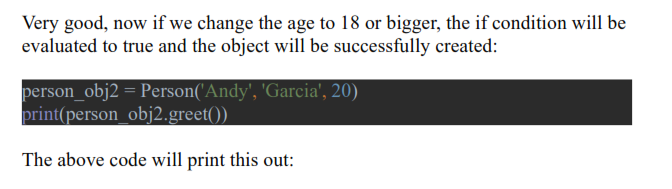 Very good, now if we change the age to 18 or bigger, the if condition will be
evaluated to true and the object will be successfully created:
person_obj2 = Person('Andy', 'Garcia', 20)
print(person_obj2.greet())
The above code will print this out: